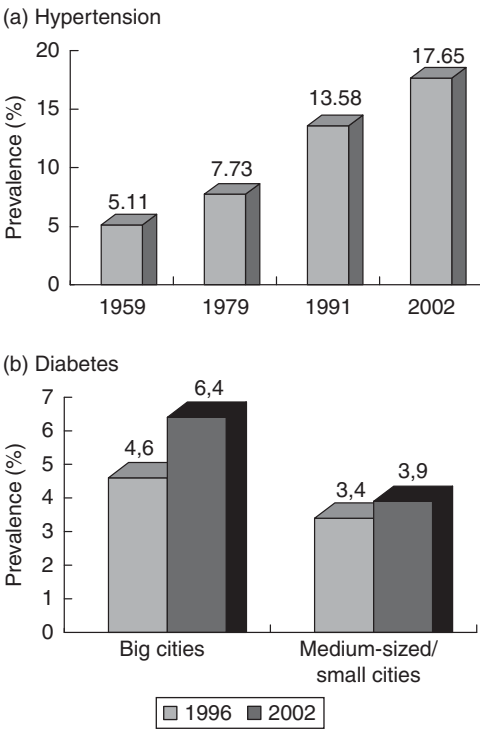 (a) Hypertension
Prevalence (%)
20
15
10
5
0
5.11
7.73
13.58
17.65
1959 1979 1991 2002
(b) Diabetes
Prevalence (%)
7
6
5
4
3
2
1
0
4,6
6,4
3,4
3,9
Big cities
Medium-sized/
small cities
1996 2002